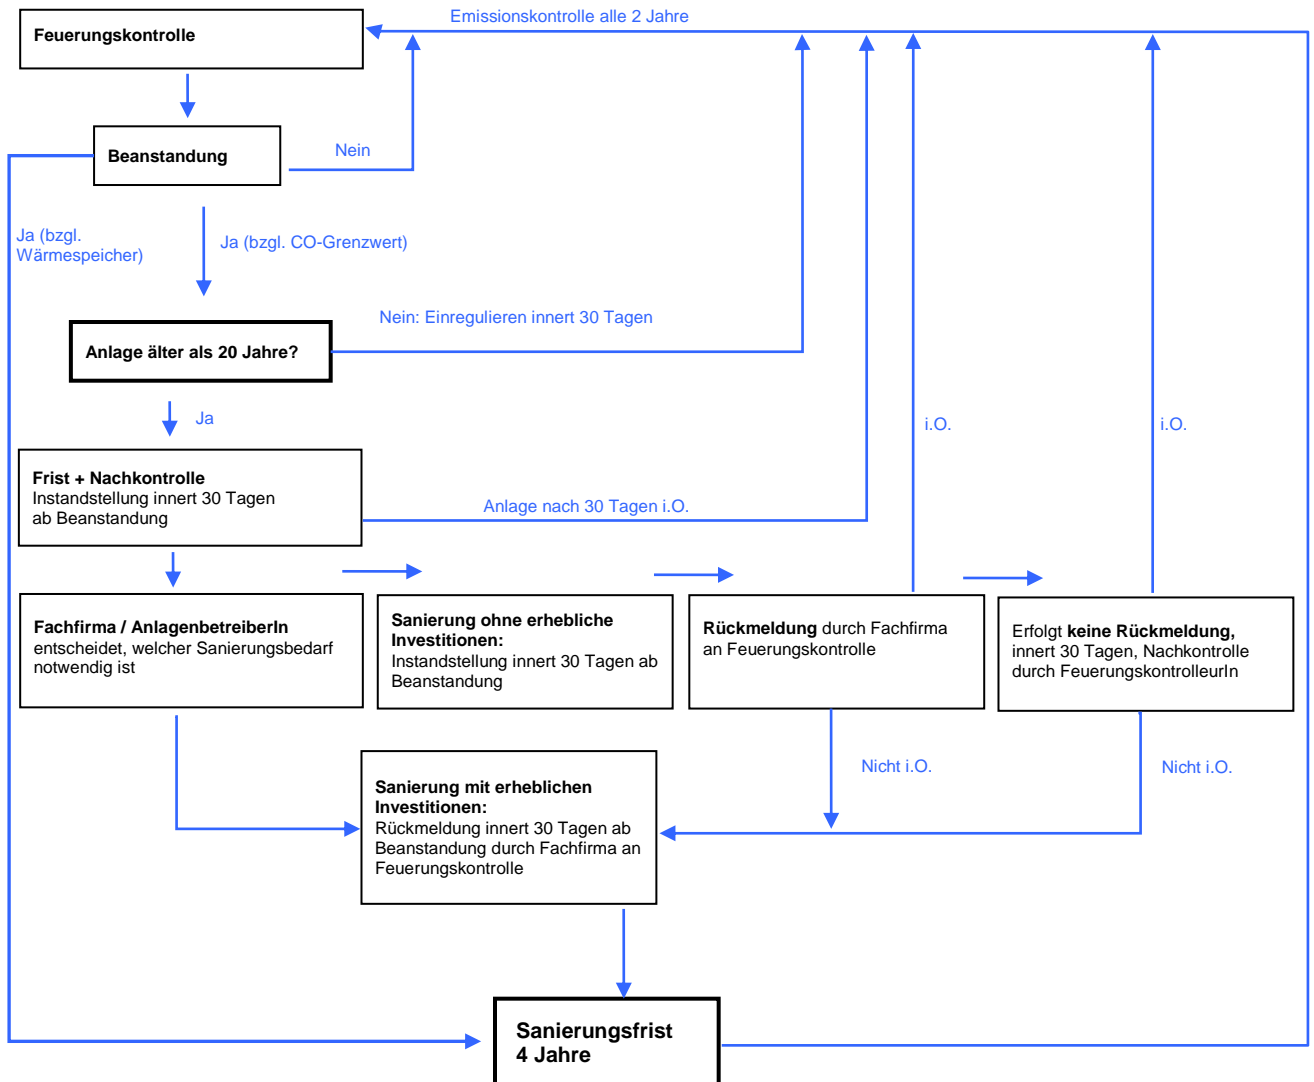 Emissionskontrolle alle 2 Jahre
Feuerungskontrolle
Beanstandung
Nein
Ja (bzgl.
Wärmespeicher)
Ja (bzgl. CO-Grenzwert)
Nein: Einregulieren innert 30 Tagen
Anlage älter als 20 Jahre?
Ja
i.O.
i.O.
Frist + Nachkontrolle
Instandstellung innert 30 Tagen
ab Beanstandung
Anlage nach 30 Tagen i.O.
Fachfirma / AnlagenbetreiberIn
entscheidet, welcher Sanierungsbedarf
notwendig ist
Sanierung ohne erhebliche
Investitionen:
Instandstellung innert 30 Tagen ab
Beanstandung
Rückmeldung durch Fachfirma
an Feuerungskontrolle
Erfolgt keine Rückmeldung,
innert 30 Tagen, Nachkontrolle
durch FeuerungskontrolleurIn
Nicht i.O.
Nicht i.O.
Sanierung mit erheblichen
Investitionen:
Rückmeldung innert 30 Tagen ab
Beanstandung durch Fachfirma an
Feuerungskontrolle
Sanierungsfrist
4 Jahre